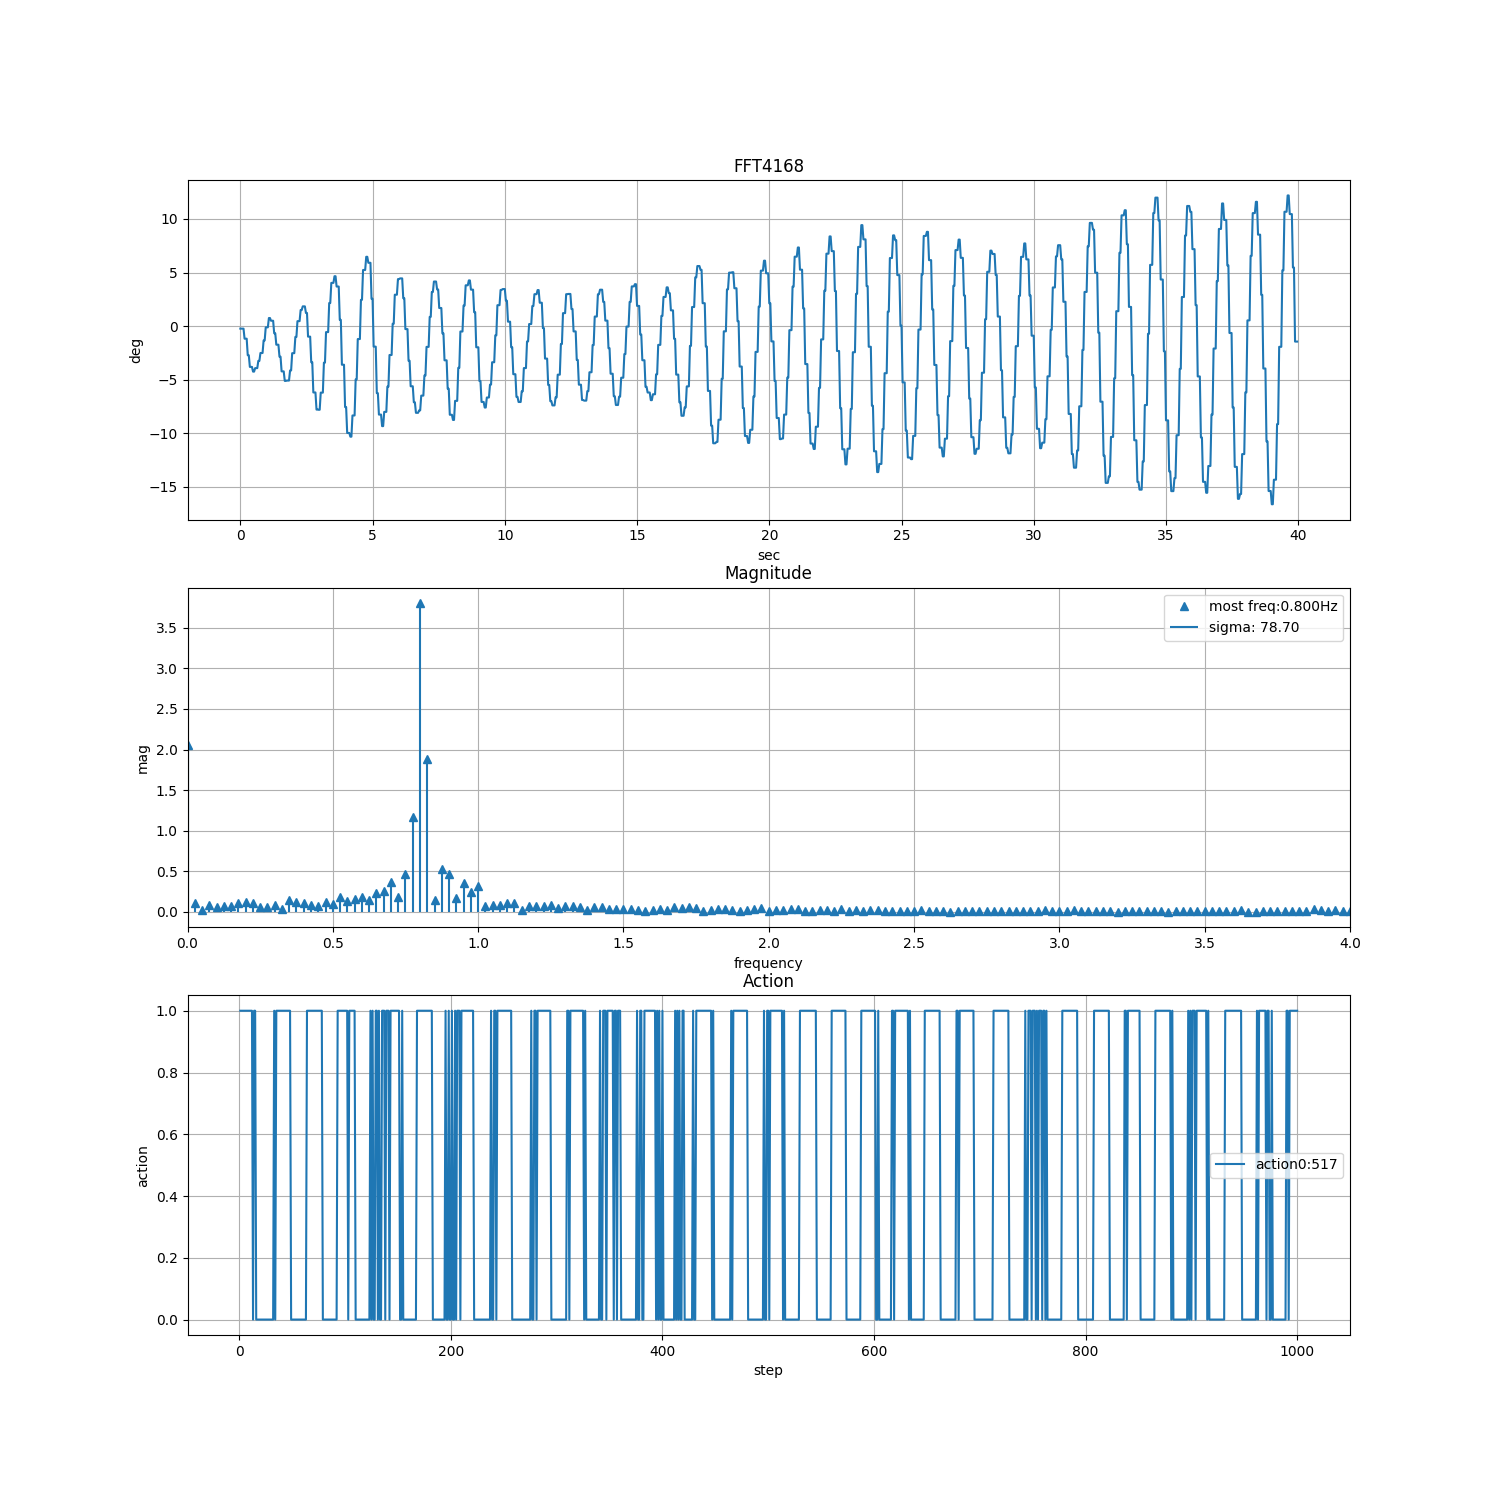 FFT4168
10
5
0
−5
−10
−15
deg
0 5 10 15 20 25 30 35 40
sec
Magnitude
most freq:0.800Hz
sigma: 78.70
3.5
3.0
2.5
2.0
1.5
1.0
0.5
0.0
mag
0.0 0.5 1.0 1.5 2.0 2.5 3.0 3.5 4.0
frequency
Action
1.0
0.8
0.6
0.4
0.2
0.0
action
action0:517
0 200 400 600 800 1000
step